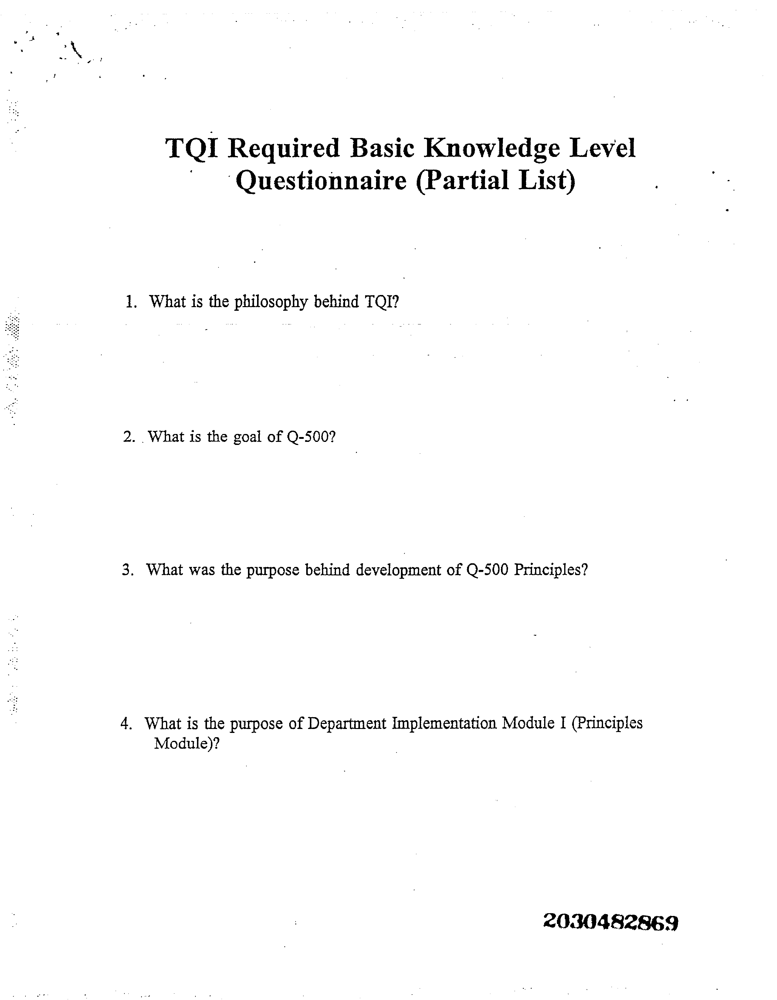 TQI Required Basic Knowledge Level
Questionnaire (Partial List)
1. What is the philosophy behind TQI?
2. What is the goal of Q-500?
3. What was the purpose behind development of Q-500 Principles?
4. What is the purpose of Department Implementation Module I (Principles
Module)?
2030482869